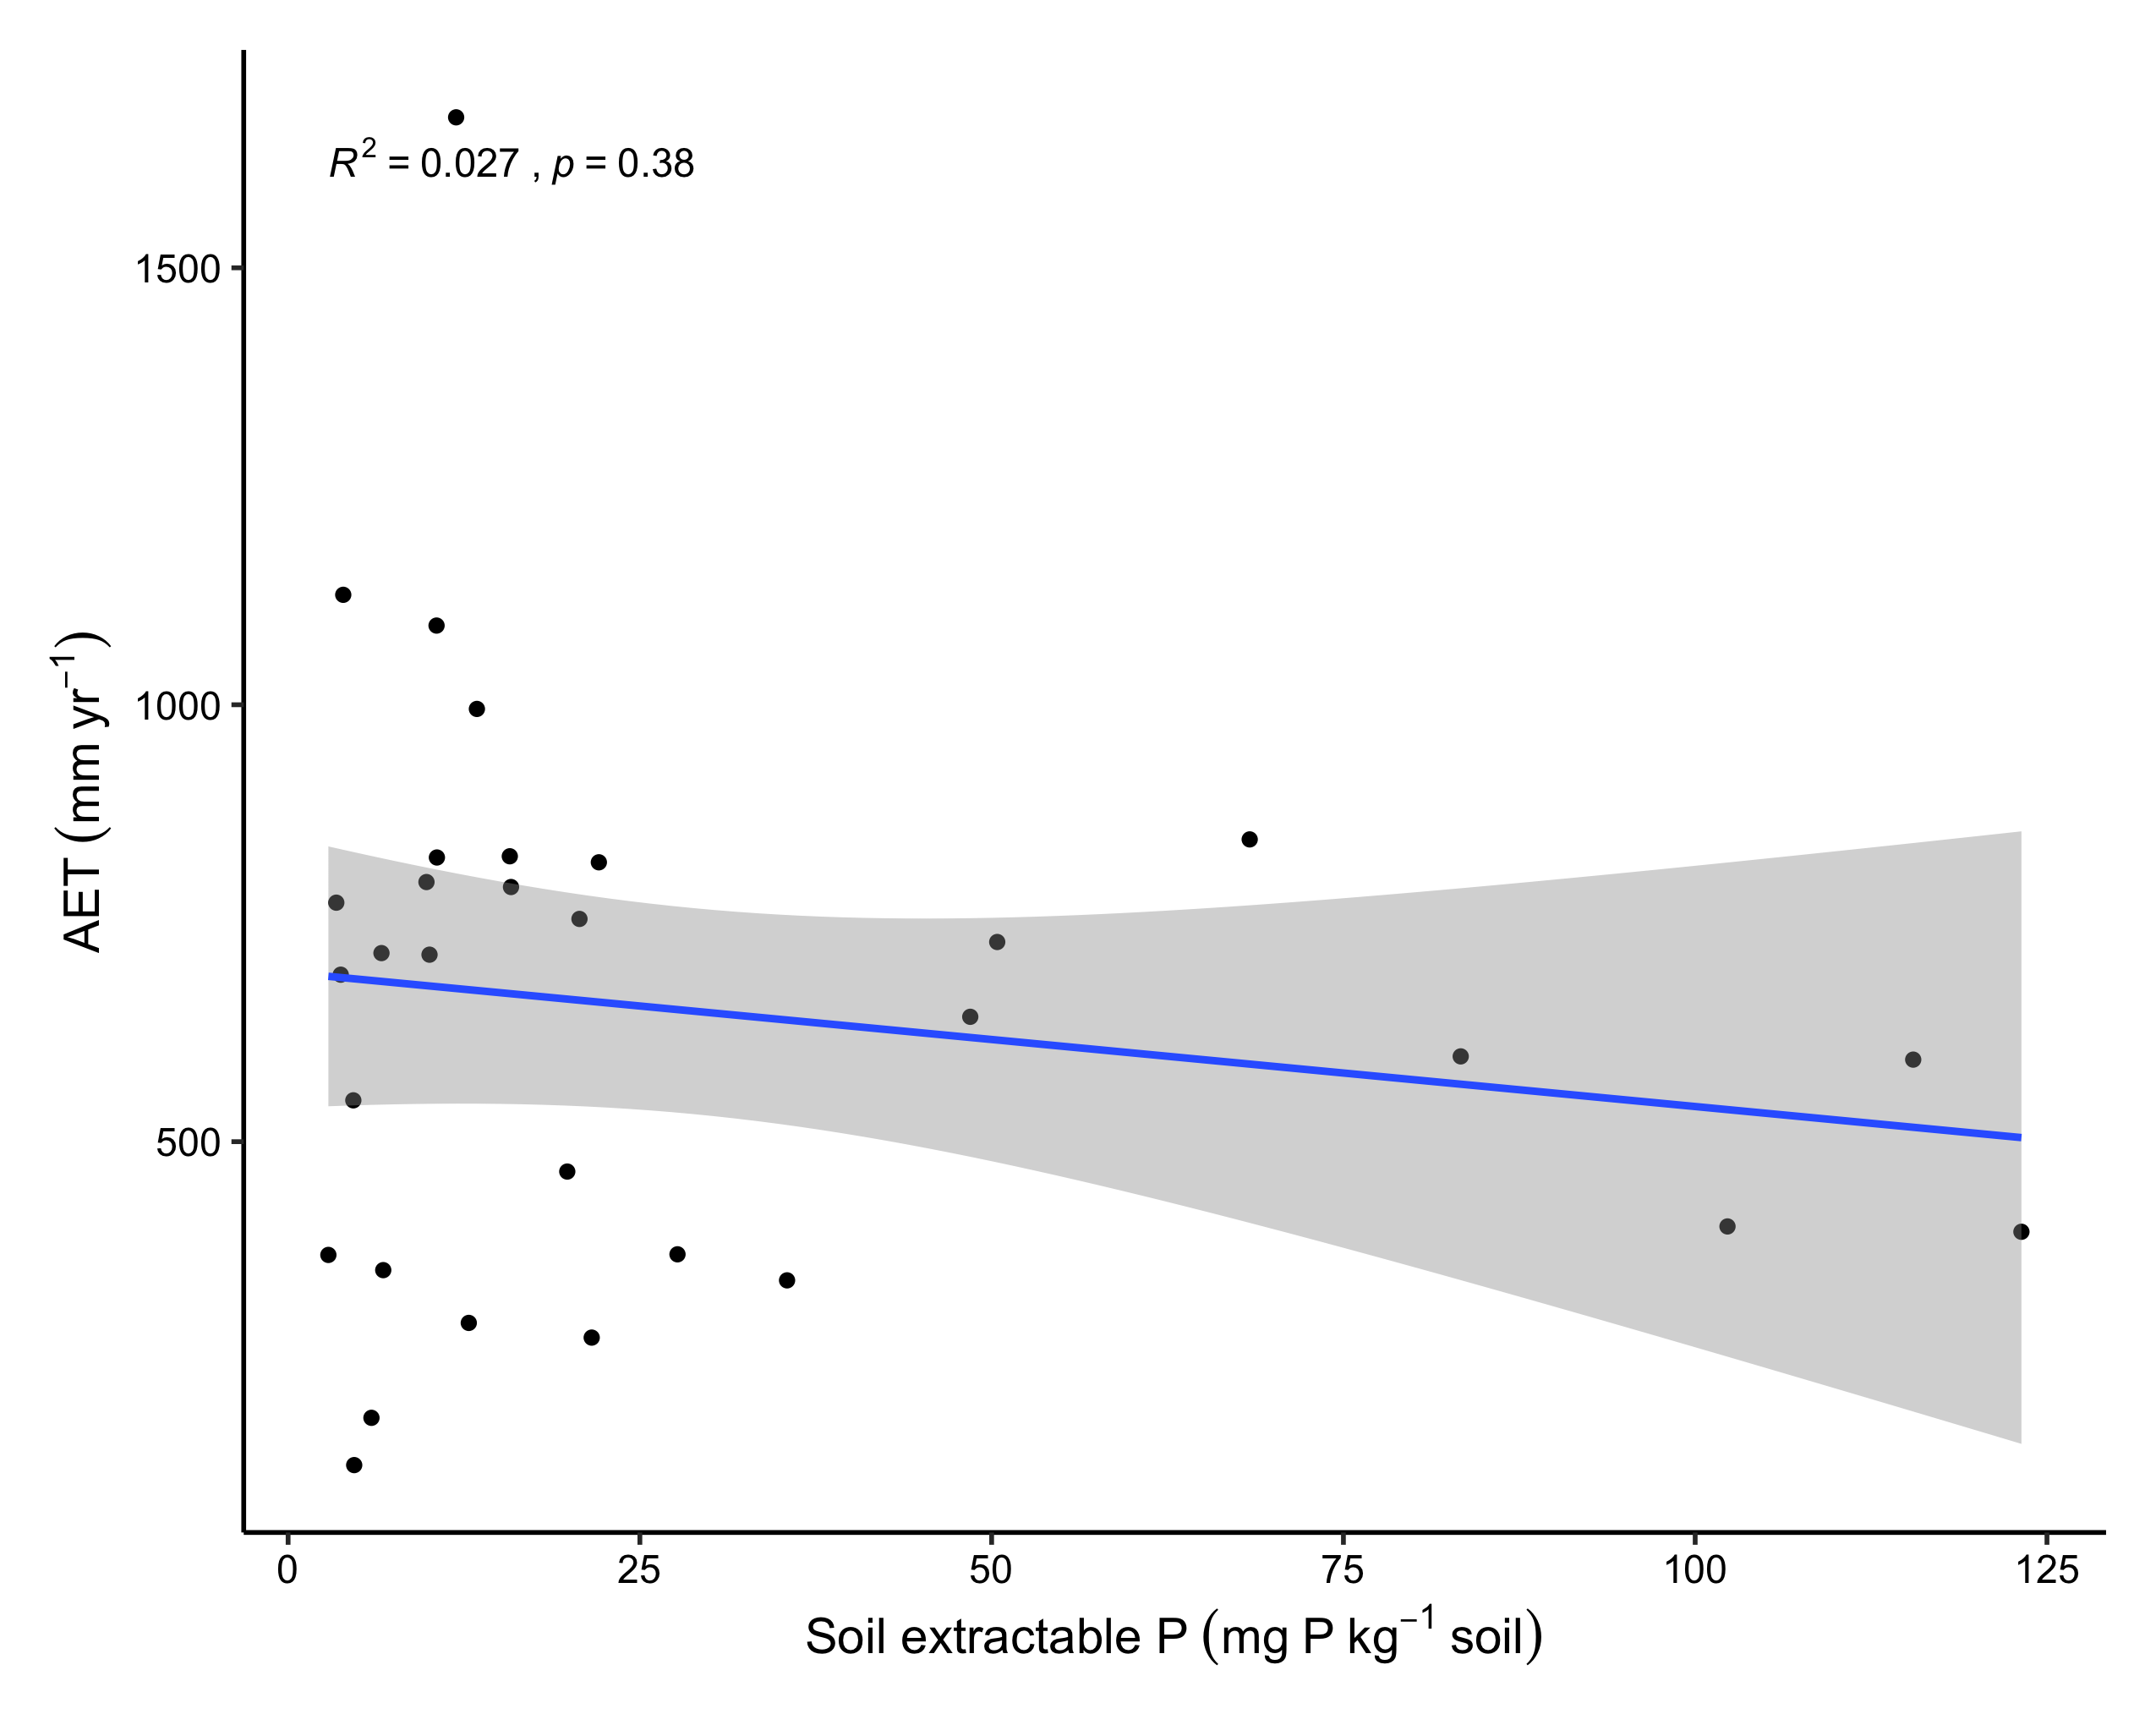 R² = 0.027 , p = 0.38
1500
1000
500
AET (mm yr⁻¹)
0 25 50 75 100 125
Soil extractable P (mg P kg⁻¹ soil)